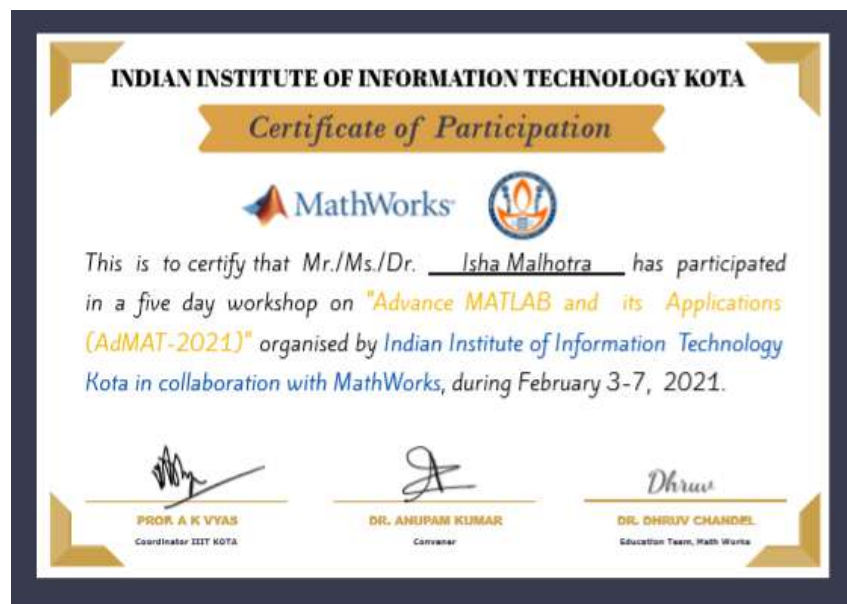 INDIAN INSTITUTE OF INFORMATION TECHNOLOGY KOTA
Certificate of Participation
MathWorks
This is to certify that Mr./Ms./Dr. Isha Malhotra has participated
in a five day workshop on "Advance MATLAB and its Applications
(AdMAT-2021)" organised by Indian Institute of Information Technology
Kota in collaboration with MathWorks, during February 3-7, 2021.
Dhruv
PROF. A K VYAS DR. ANUPAM KUMAR DR. DHRUV CHANDEL
Coordinator IIIT KOTA Convener Education Team, Math Works